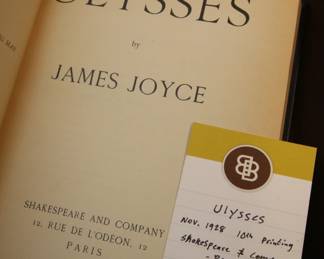 ULYSSES
by
JAMES JOYCE
SHAKESPEARE AND COMPANY
12, RUE DE L'ODÉON, 12
PARIS
B
ULYSSES
NOV. 1928 10th Printing
Shakespeare &